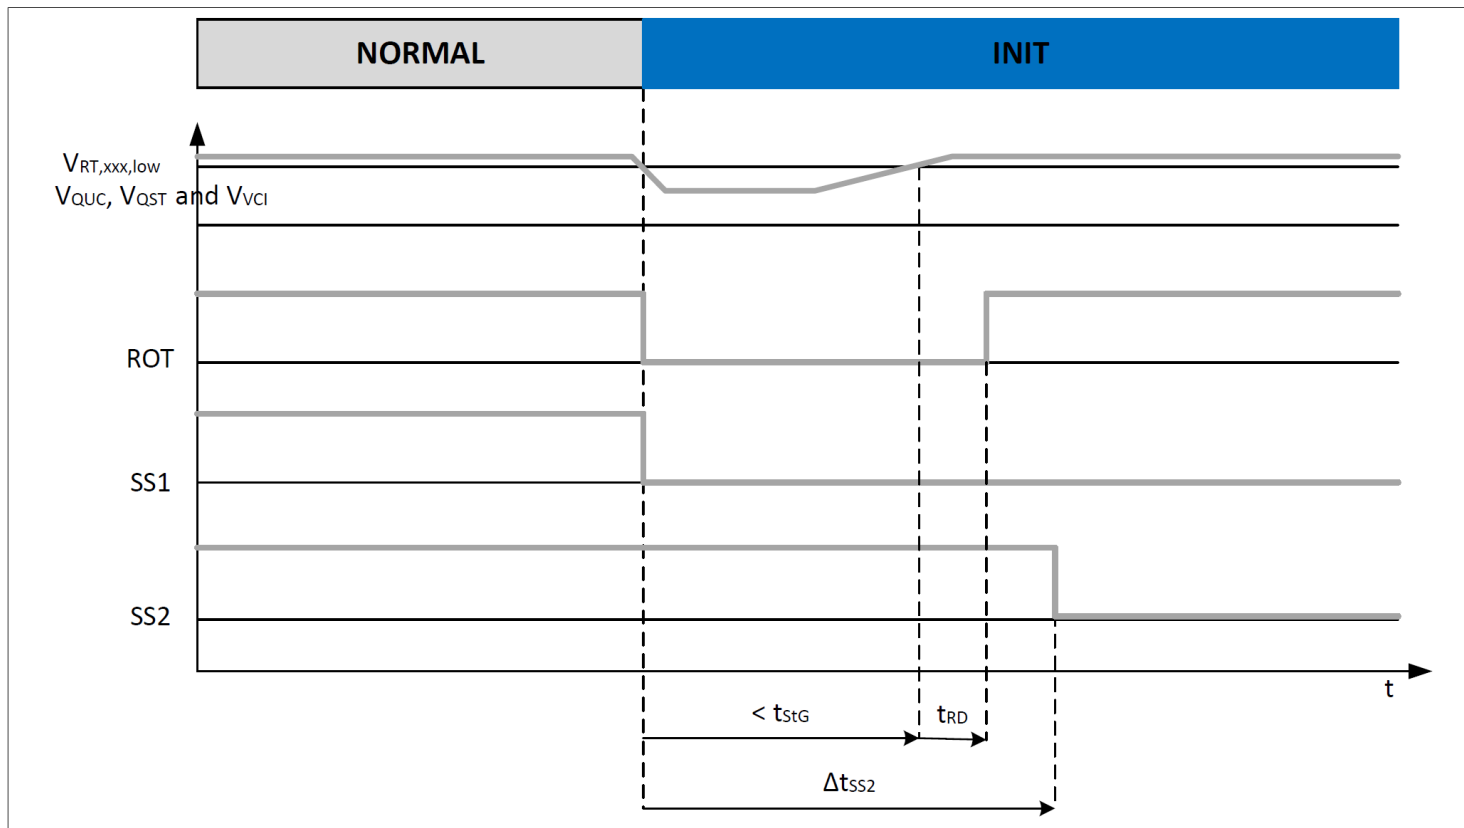 NORMAL INIT
VRT,xxx,low
VQUC, VQST and VVCI
ROT
SS1
SS2
t
< tStG tRD
ΔtSS2